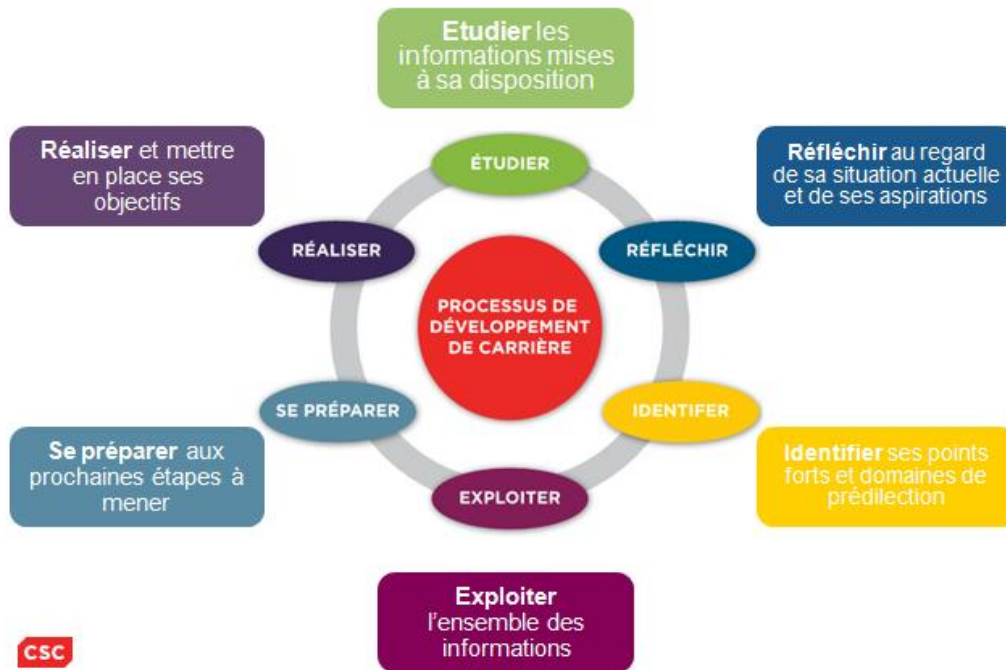 Etudier les
informations mises
à sa disposition
Réaliser et mettre
en place ses
objectifs
Réfléchir au regard
de sa situation actuelle
et de ses aspirations
ÉTUDIER
RÉALISER
RÉFLÉCHIR
PROCESSUS DE
DÉVELOPPEMENT
DE CARRIÈRE
SE PRÉPARER
IDENTIFER
EXPLOITER
Se préparer aux
prochaines étapes à
mener
Identifier ses points
forts et domaines de
prédilection
Exploiter
l'ensemble des
informations
CSC